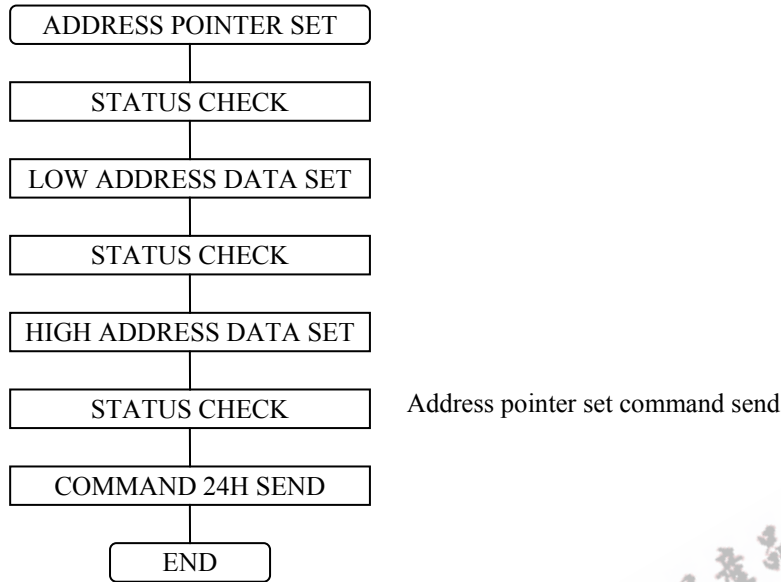 ADDRESS POINTER SET
STATUS CHECK
LOW ADDRESS DATA SET
STATUS CHECK
HIGH ADDRESS DATA SET
STATUS CHECK
Address pointer set command send
COMMAND 24H SEND
END